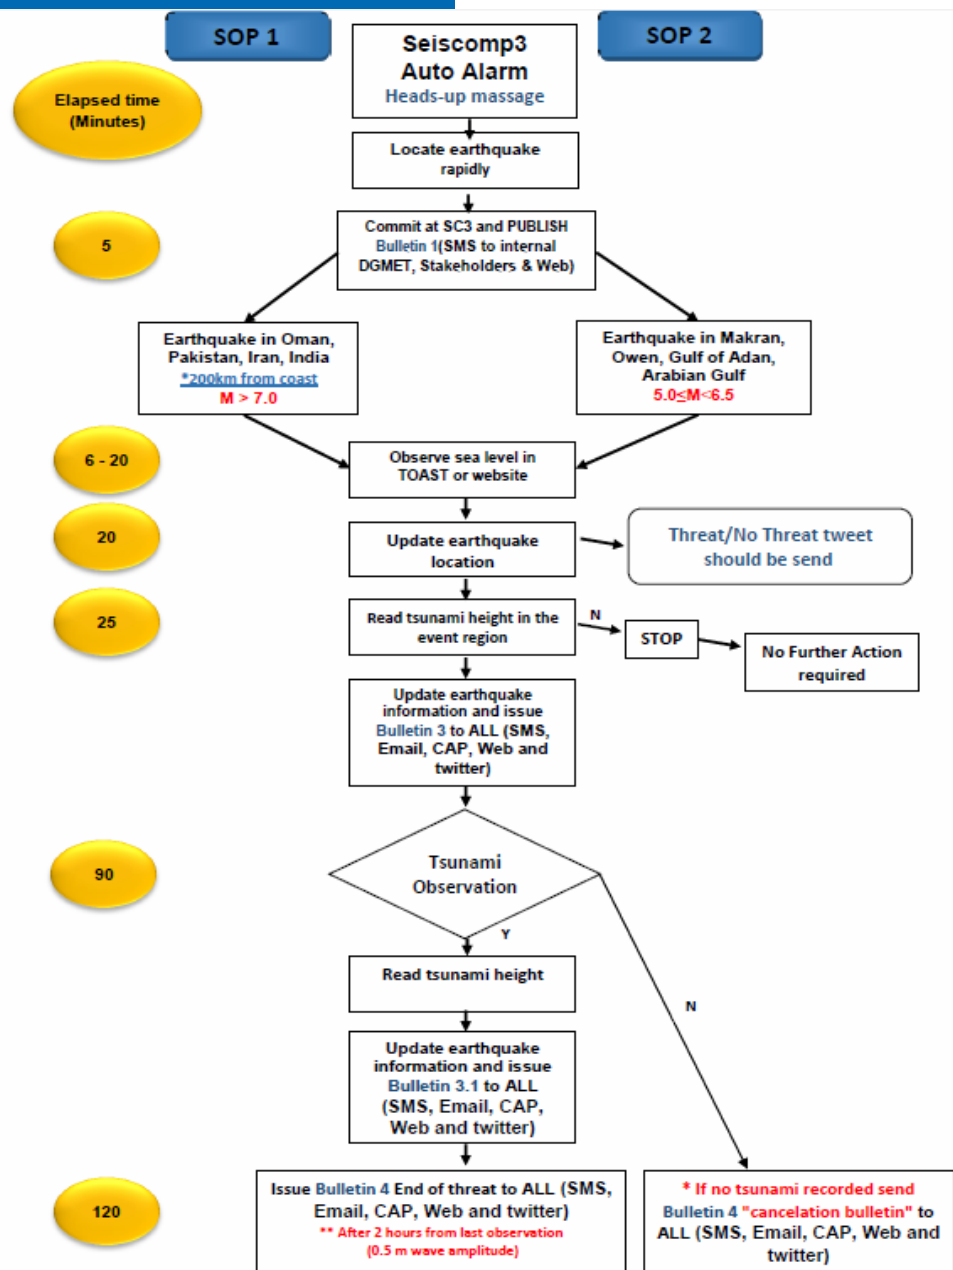 SOP 1
Seiscomp3
Auto Alarm
Heads-up massage
SOP 2
Elapsed time
(Minutes)
Locate earthquake
rapidly
5
Commit at SC3 and PUBLISH
Bulletin 1(SMS to internal
DGMET, Stakeholders & Web)
Earthquake in Oman,
Pakistan, Iran, India
*200km from coast
M > 7.0
Earthquake in Makran,
Owen, Gulf of Adan,
Arabian Gulf
5.0≤M<6.5
6 - 20
Observe sea level in
TOAST or website
20
Update earthquake
location
Threat/No Threat tweet
should be send
25
Read tsunami height in the
event region
N
STOP
No Further Action
required
Update earthquake
information and issue
Bulletin 3 to ALL (SMS,
Email, CAP, Web and
twitter)
90
Tsunami
Observation
Y
N
Read tsunami height
Update earthquake
information and issue
Bulletin 3.1 to ALL
(SMS, Email, CAP,
Web and twitter)
120
Issue Bulletin 4 End of threat to ALL (SMS,
Email, CAP, Web and twitter)
** After 2 hours from last observation
(0.5 m wave amplitude)
* If no tsunami recorded send
Bulletin 4 "cancelation bulletin" to
ALL (SMS, Email, CAP, Web and
twitter)